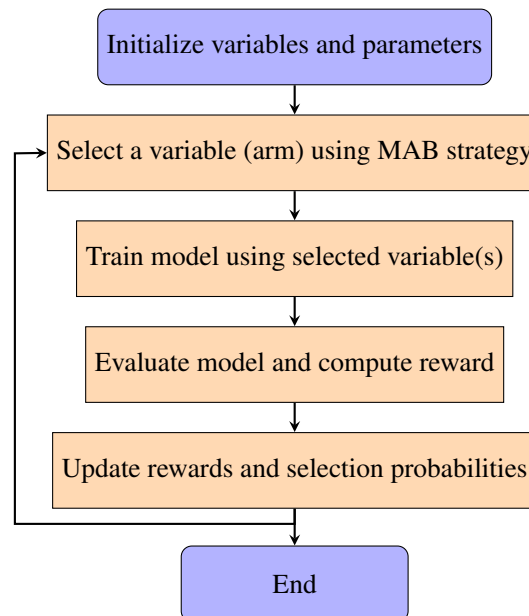 Initialize variables and parameters
Select a variable (arm) using MAB strategy
Train model using selected variable(s)
Evaluate model and compute reward
Update rewards and selection probabilities
End